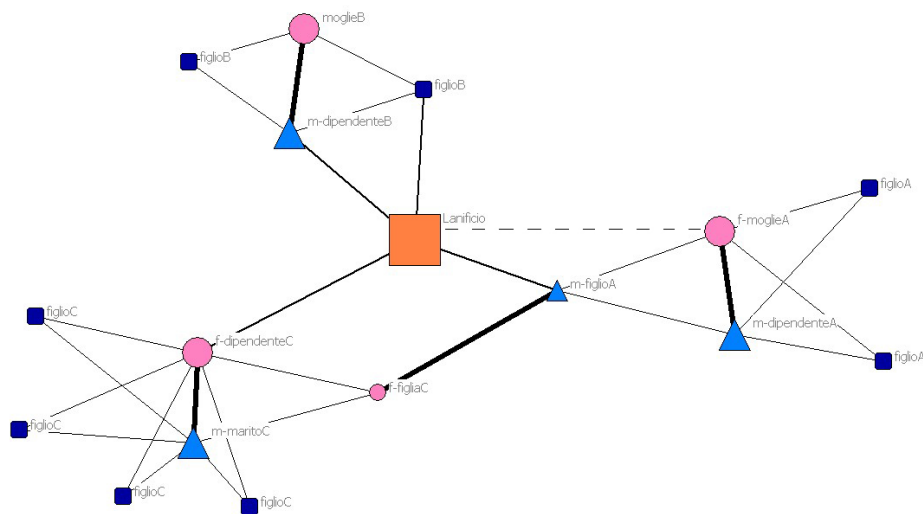 moglieB
figlioB
figlioB
m-dipendenteB
figlioA
Lanificio
f-moglieA
m-figlioA
figlioC
m-dipendenteA
f-dipendenteC
figlioA
f-figliaC
figlioC
m-maritoC
figlioC
figlioC